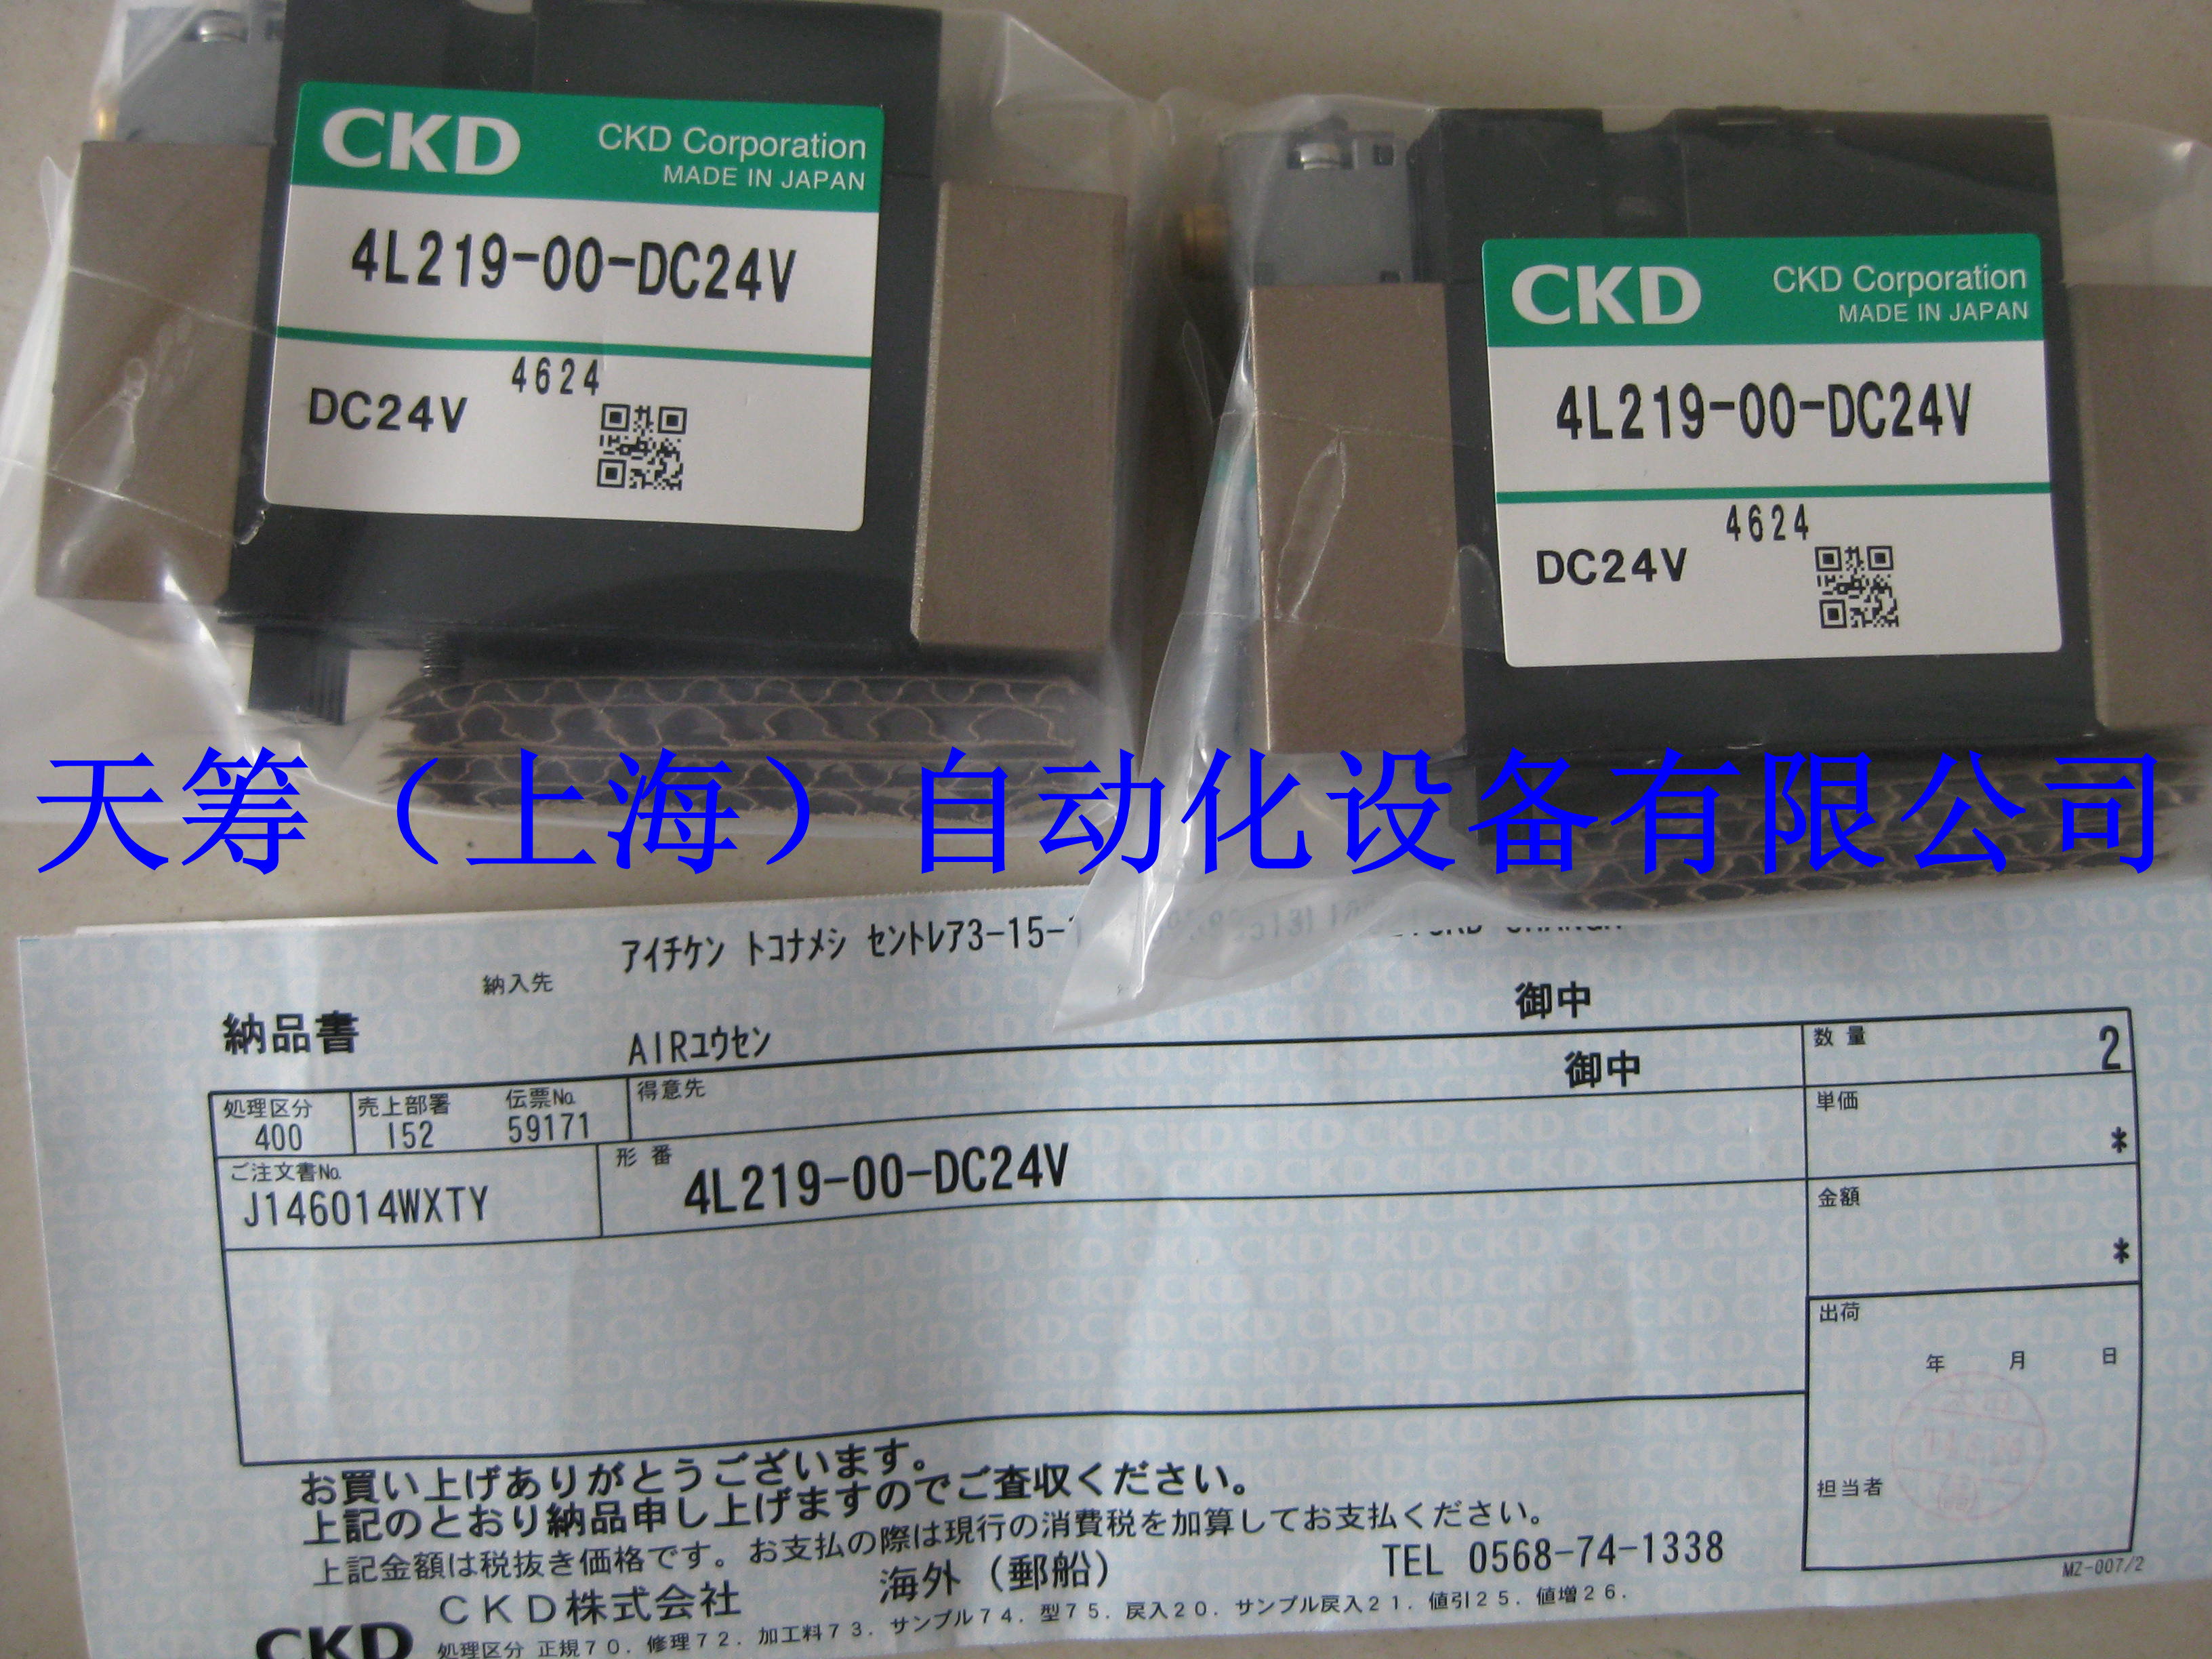 CKD
CKD Corporation
MADE IN JAPAN
4L219-00-DC24V
4624
DC24V
CKD
CKD Corporation
MADE IN JAPAN
4L219-00-DC24V
4624
DC24V
天筹（上海）自动化设备有限公司
アイチケン トコナメシ セントレア3-15-1
納入先
納品書
御中
AIRユウセン
御中
数量
2
処理区分
400
売上部署
152
伝票No.
59171
得意先
単価
*
ご注文書No.
J146014WXTY
形番
4L219-00-DC24V
金額
*
出荷
年 月 日
担当者
お買い上げありがとうございます。
上記のとおり納品申し上げますのでご査収ください。
上記金額は税抜き価格です。お支払の際は現行の消費税を加算してお支払ください。
CKD株式会社
海外（郵船）
TEL 0568-74-1338
MZ-007/2
CKD
処理区分 正規70．修理72．加工料73．サンプル74．型75．戻入20．サンプル戻入21．値引25．値増26．